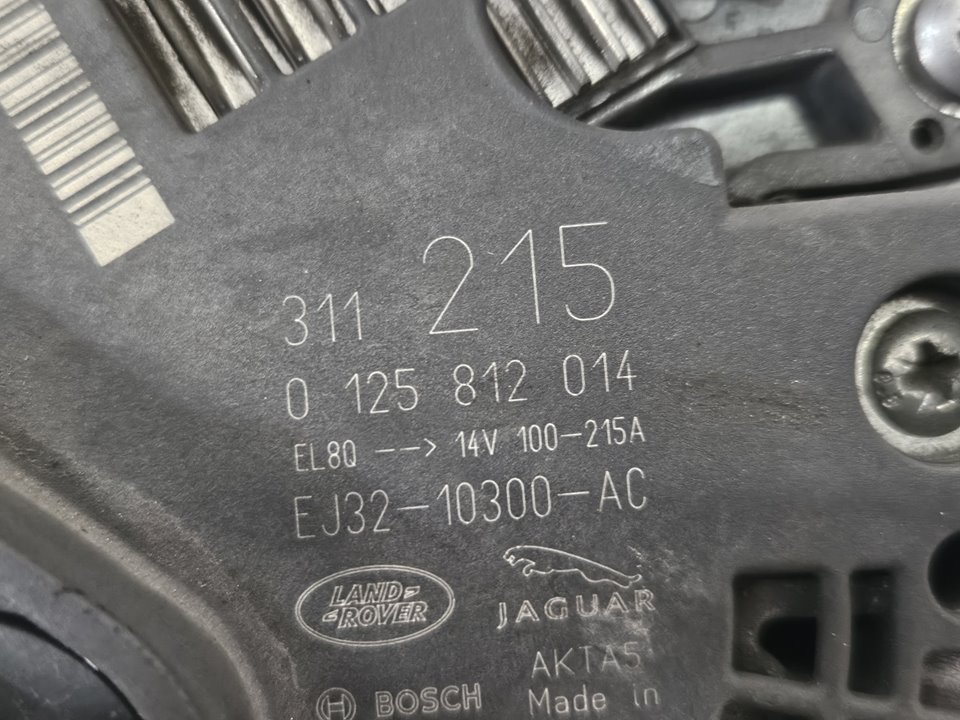 311 215
0 125 812 014
EL8Q --> 14V 100-215A
EJ32-10300-AC
LAND-
-ROVER
JAGUAR
AKTA5
BOSCH Made in